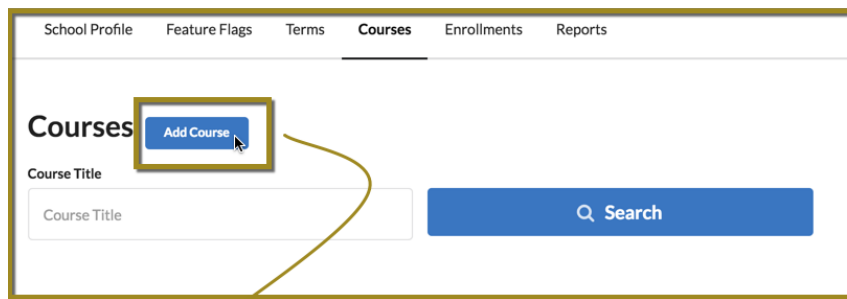 School Profile Feature Flags Terms Courses Enrollments Reports
Courses Add Course
Course Title
Course Title Search